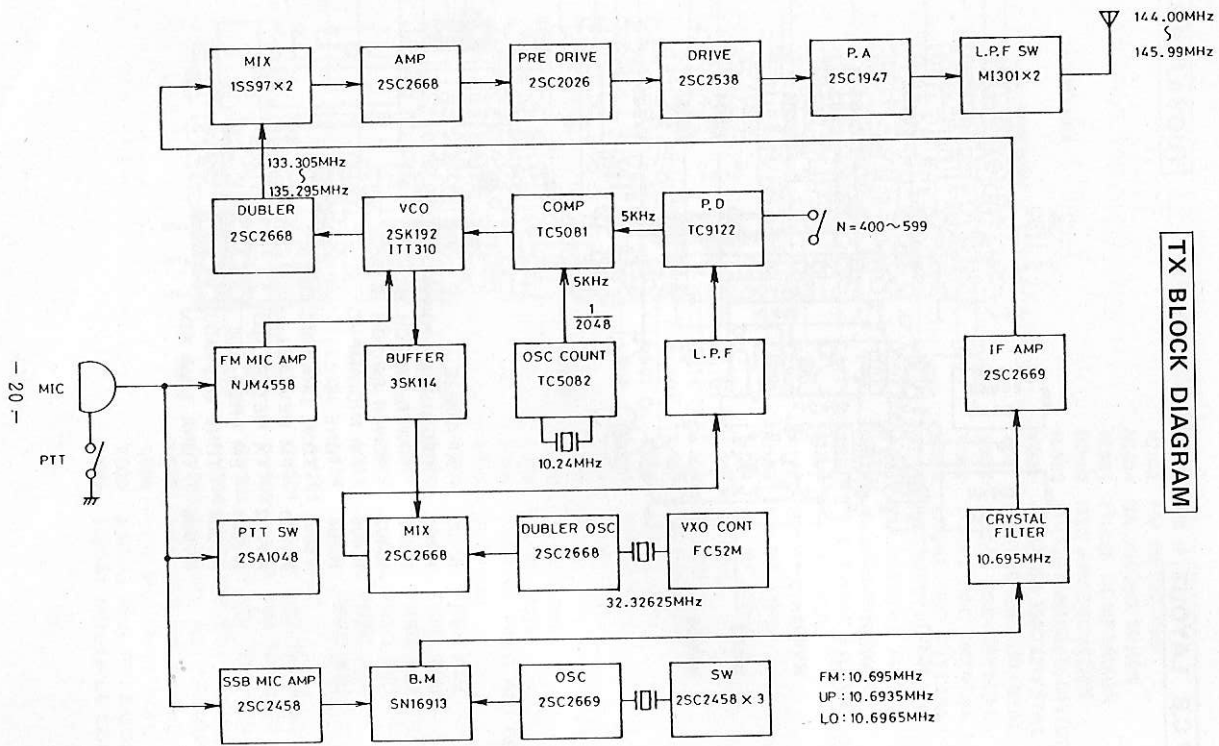 TX BLOCK DIAGRAM
144.00MHz
∫
145.99MHz
MIX
1SS97×2
AMP
2SC2668
PRE DRIVE
2SC2026
DRIVE
2SC2538
P.A
2SC1947
L.P.F SW
MI301×2
133.305MHz
∫
135.295MHz
DUBLER
2SC2668
VCO
2SK192
ITT310
COMP
TC5081
5KHz
P.D
TC9122
N=400~599
5KHz
1
2048
FM MIC AMP
NJM4558
BUFFER
3SK114
OSC COUNT
TC5082
L.P.F
IF AMP
2SC2669
10.24MHz
MIC
PTT
PTT SW
2SA1048
MIX
2SC2668
DUBLER OSC
2SC2668
VXO CONT
FC52M
CRYSTAL
FILTER
10.695MHz
32.32625MHz
SSB MIC AMP
2SC2458
B.M
SN16913
OSC
2SC2669
SW
2SC2458×3
FM:10.695MHz
UP:10.6935MHz
LO:10.6965MHz
- 20 -